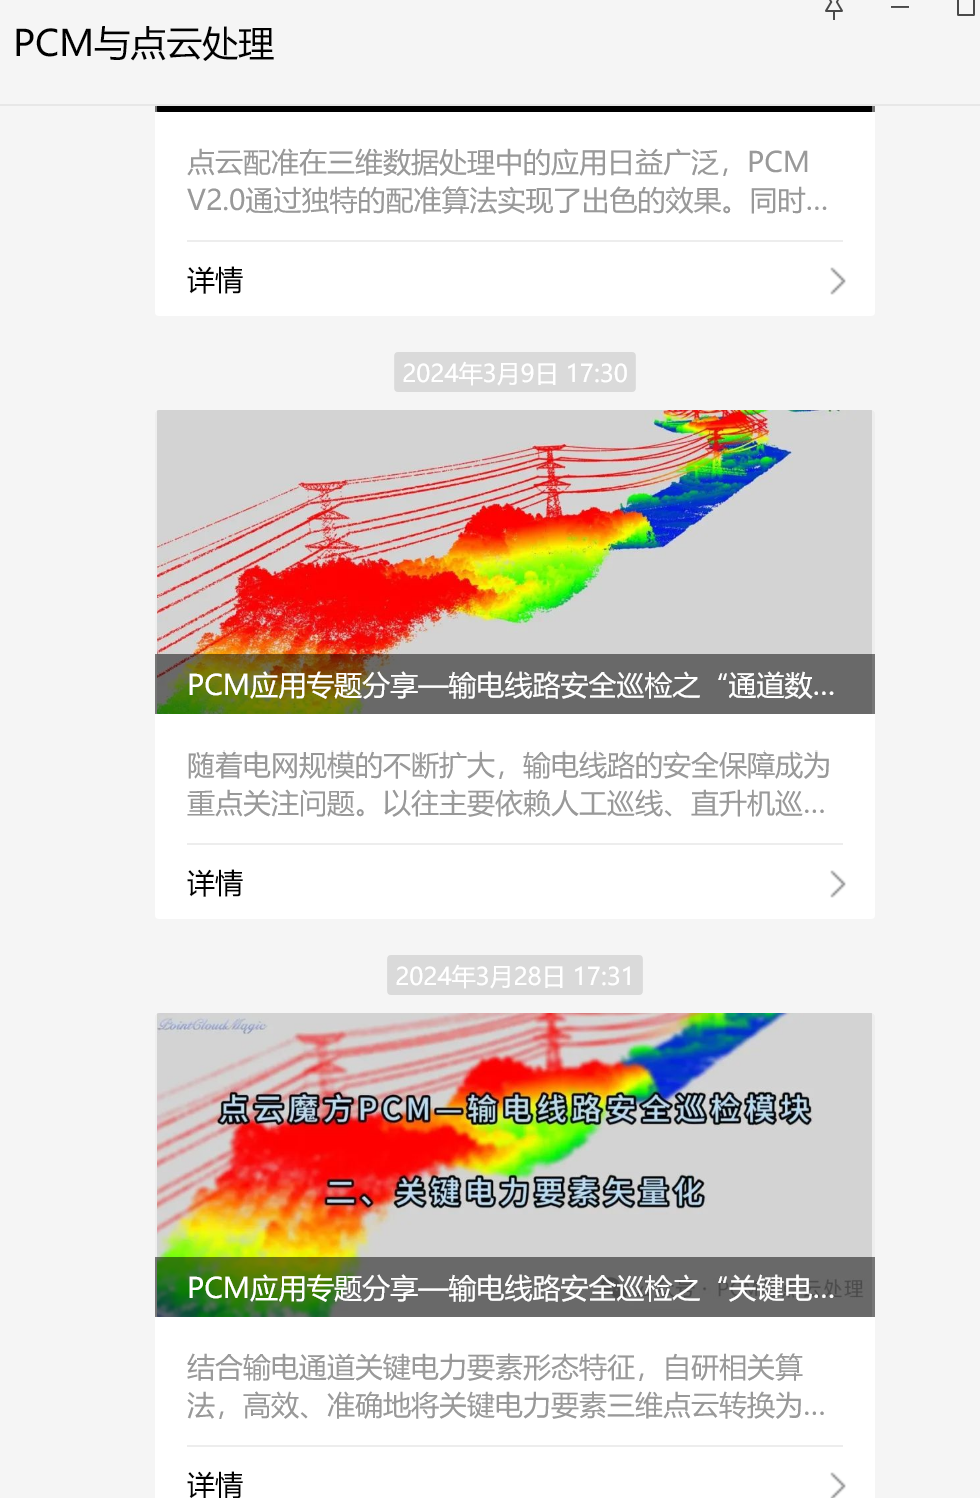 PCM与点云处理
点云配准在三维数据处理中的应用日益广泛，PCM
V2.0通过独特的配准算法实现了出色的效果。同时...
详情
2024年3月9日 17:30
PCM应用专题分享—输电线路安全巡检之“通道数...
随着电网规模的不断扩大，输电线路的安全保障成为
重点关注问题。以往主要依赖人工巡线、直升机巡...
详情
2024年3月28日 17:31
PointCloudMagic
点云魔方PCM—输电线路安全巡检模块
二、关键电力要素矢量化
PCM应用专题分享—输电线路安全巡检之“关键电...
云处理
结合输电通道关键电力要素形态特征，自研相关算
法，高效、准确地将关键电力要素三维点云转换为...
详情